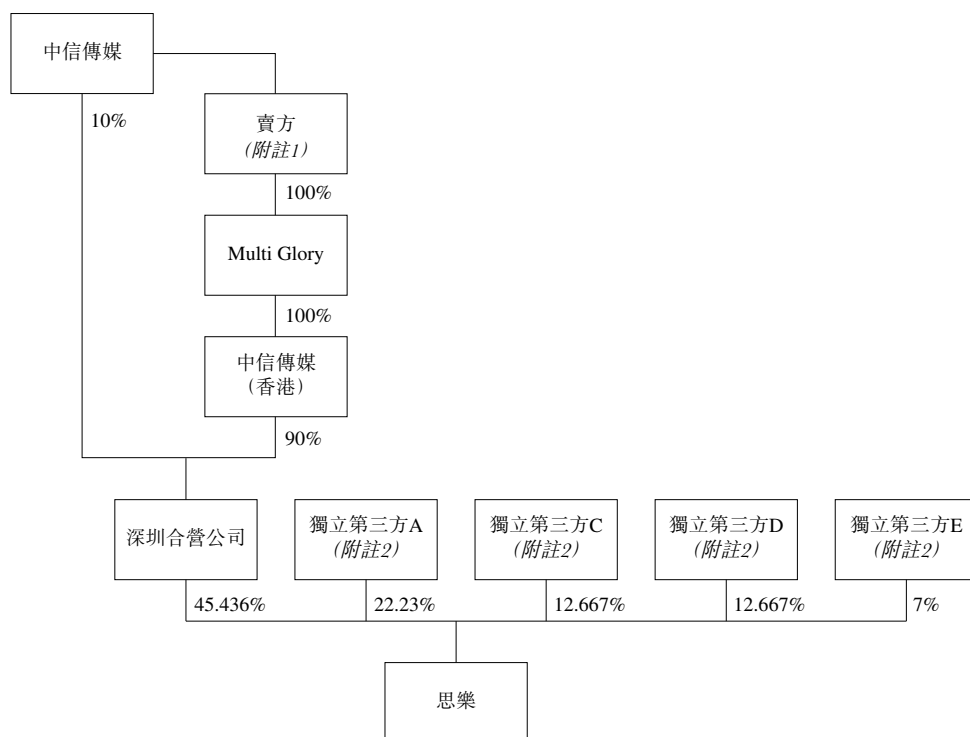 中信傳媒
10%
賣方
(附註1)
100%
Multi Glory
100%
中信傳媒
（香港）
90%
深圳合營公司
獨立第三方A
(附註2)
獨立第三方C
(附註2)
獨立第三方D
(附註2)
獨立第三方E
(附註2)
45.436%
22.23%
12.667%
12.667%
7%
思樂